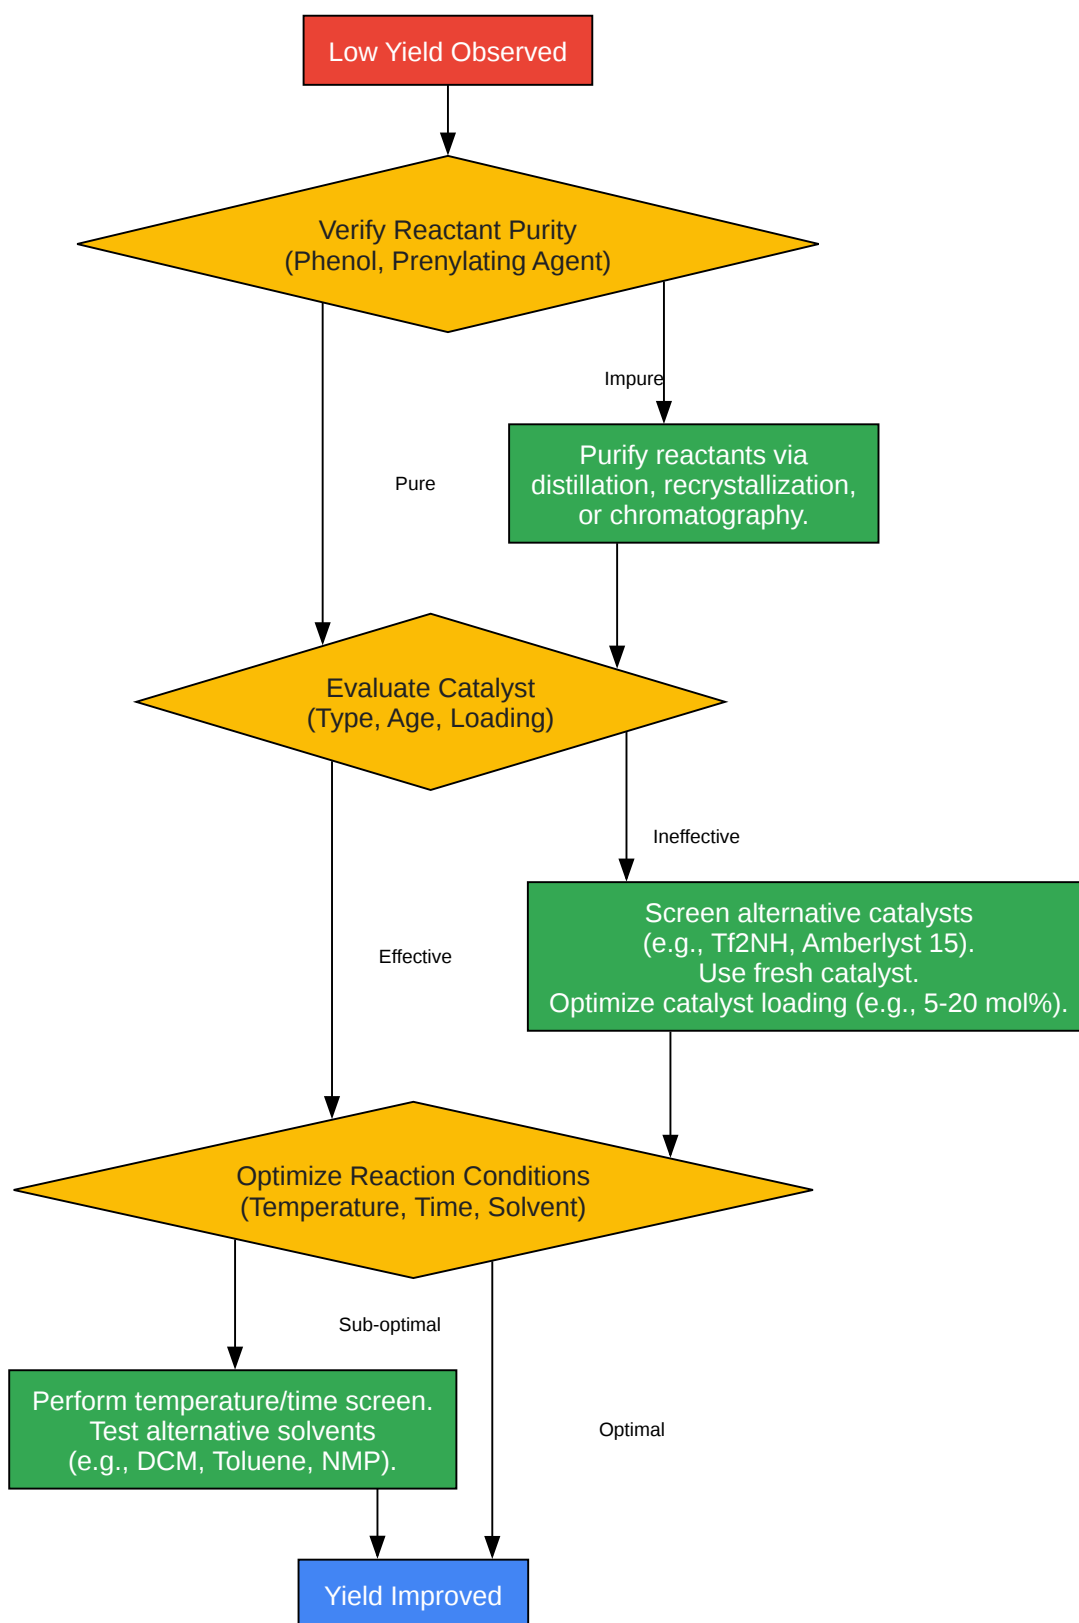 Low Yield Observed
Verify Reactant Purity
(Phenol, Prenylating Agent)
Impure
Purify reactants via
distillation, recrystallization,
or chromatography.
Pure
Evaluate Catalyst
(Type, Age, Loading)
Ineffective
Screen alternative catalysts
(e.g., Tf2NH, Amberlyst 15).
Use fresh catalyst.
Optimize catalyst loading (e.g., 5-20 mol%).
Effective
Optimize Reaction Conditions
(Temperature, Time, Solvent)
Sub-optimal
Perform temperature/time screen.
Test alternative solvents
(e.g., DCM, Toluene, NMP).
Optimal
Yield Improved